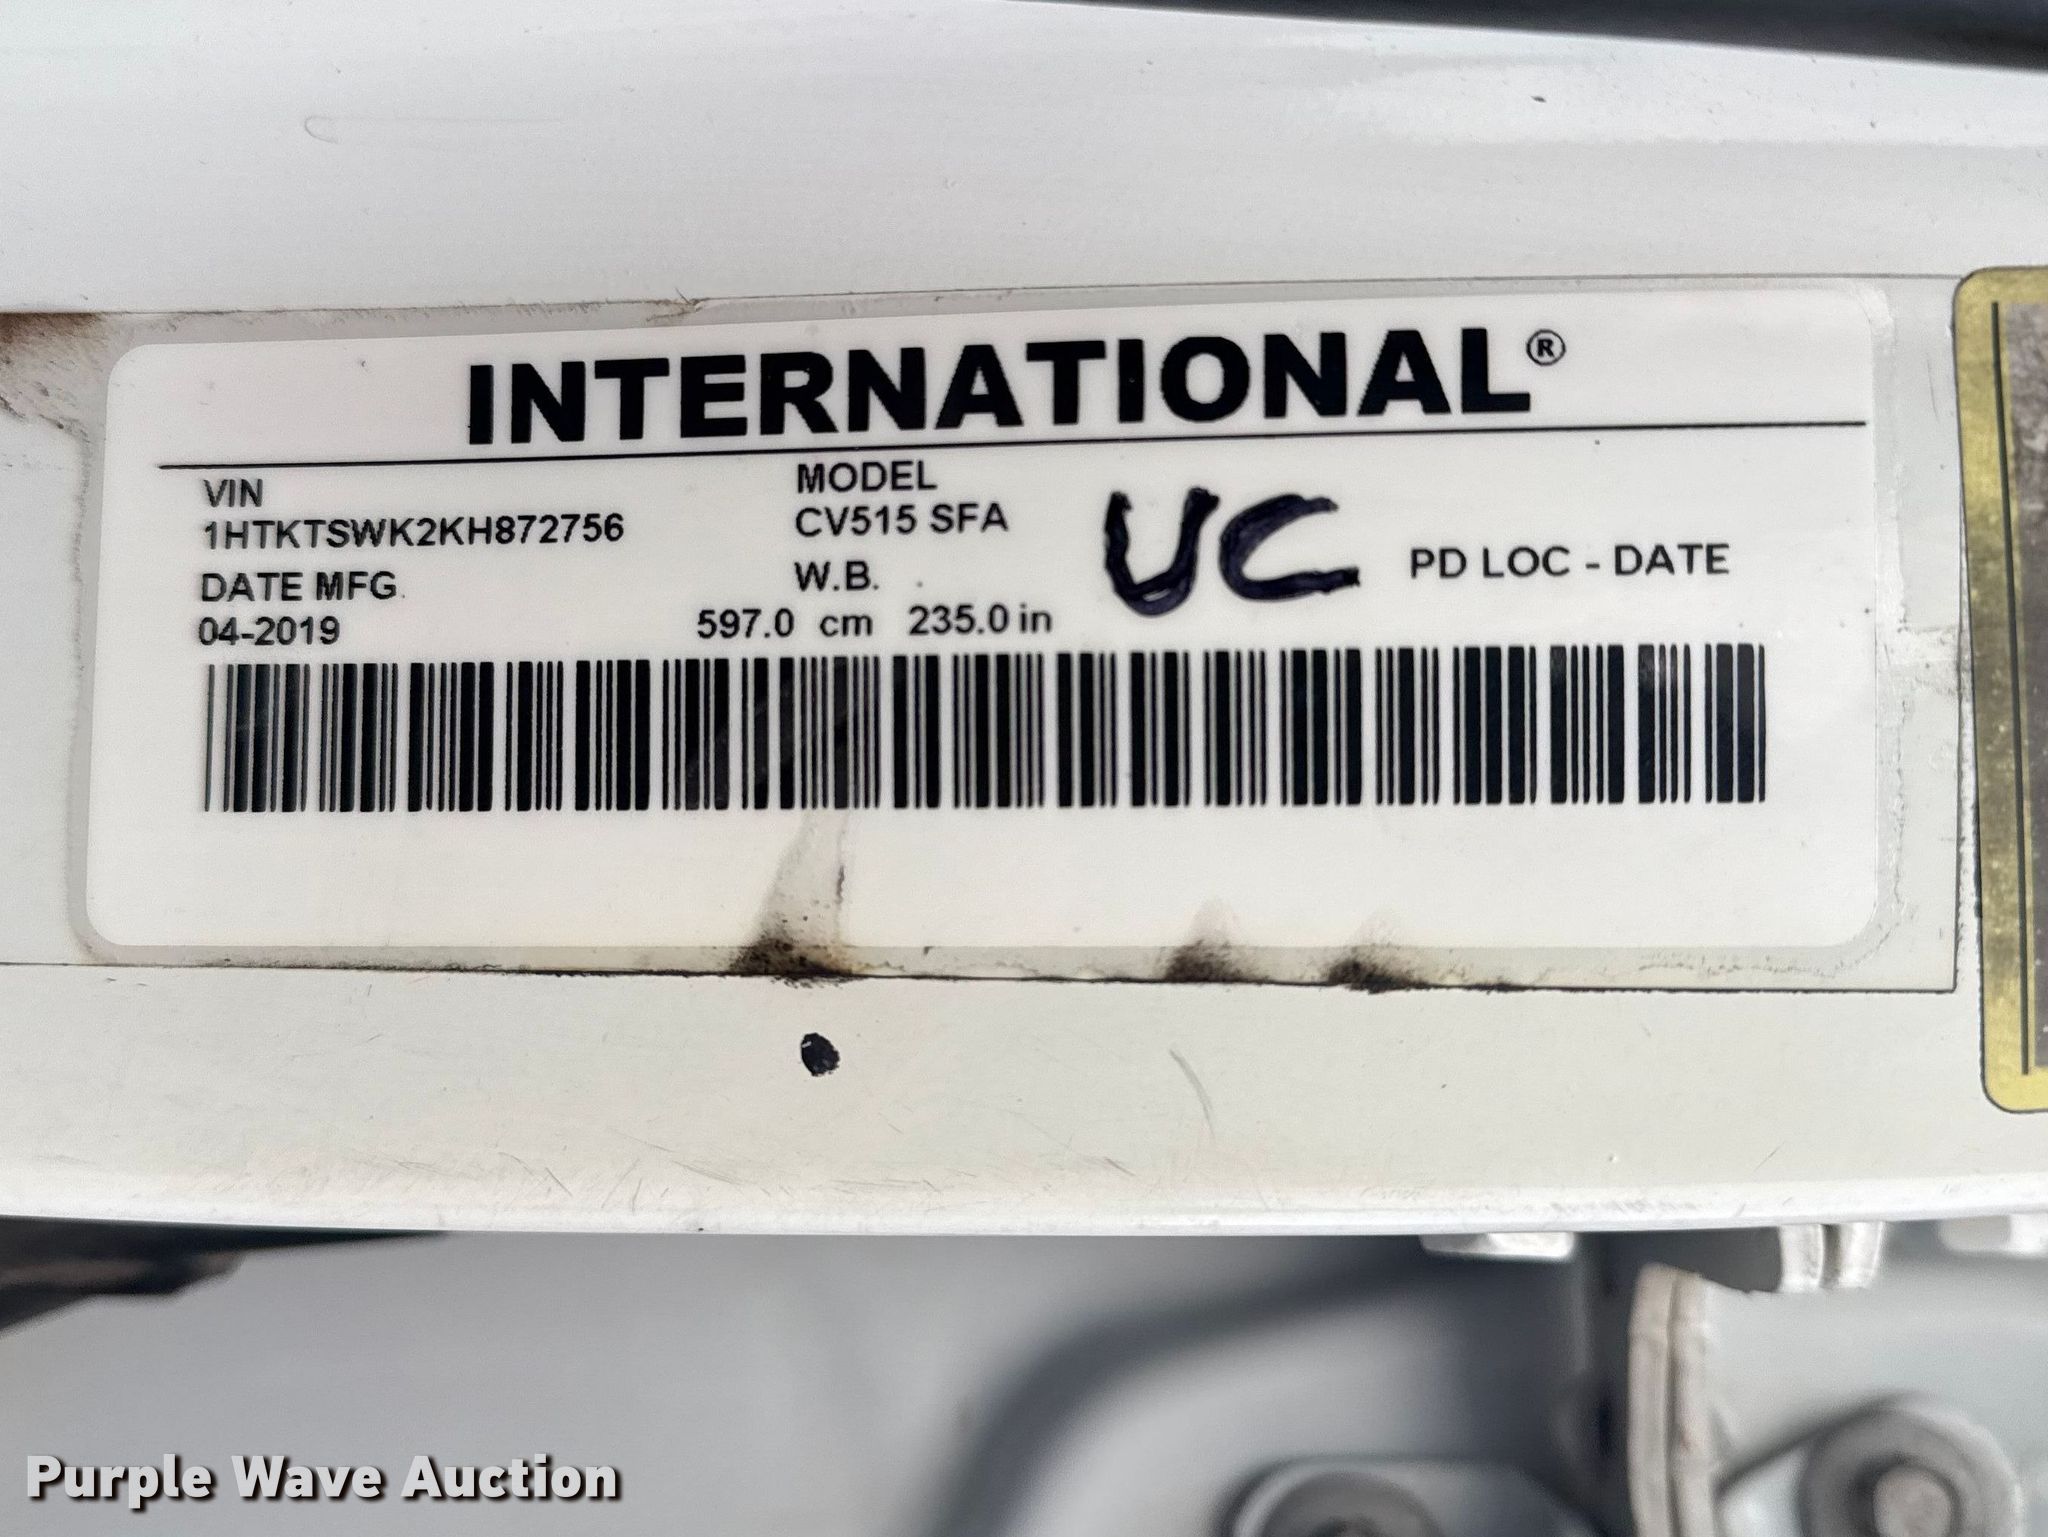 INTERNATIONAL®
VIN
1HTKTSWK2KH872756
DATE MFG.
04-2019
MODEL
CV515 SFA
W.B.
597.0 cm 235.0 in
UC
PD LOC - DATE
Purple Wave Auction